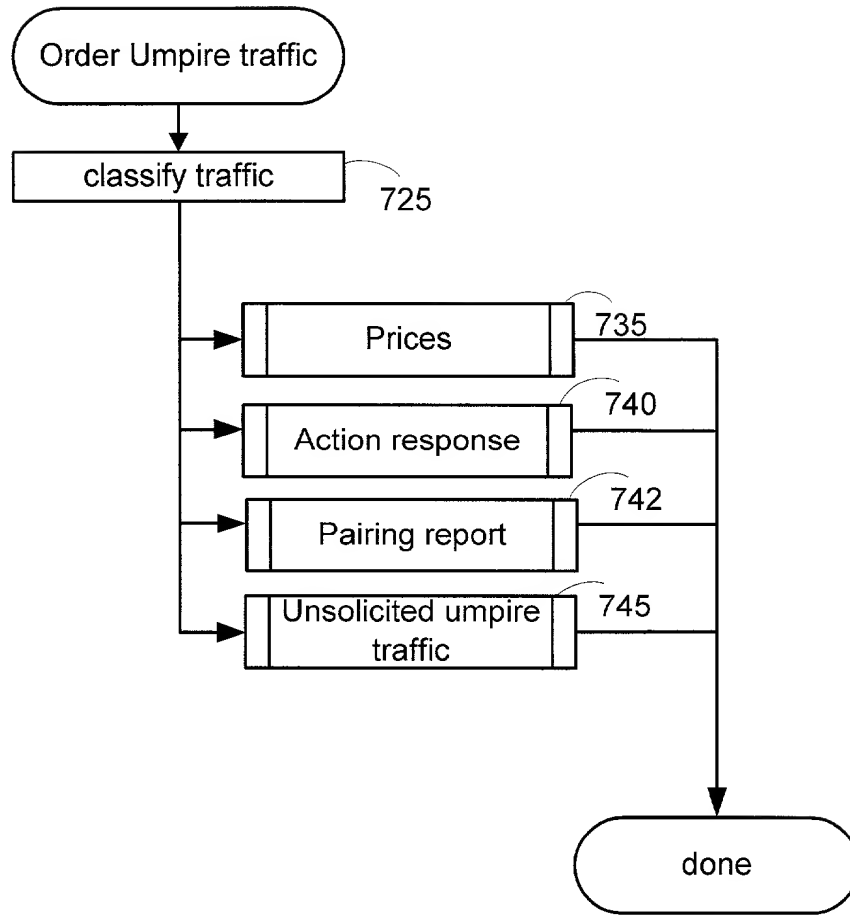 Order Umpire traffic
classify traffic
725
Prices
735
Action response
740
Pairing report
742
Unsolicited umpire
traffic
745
done